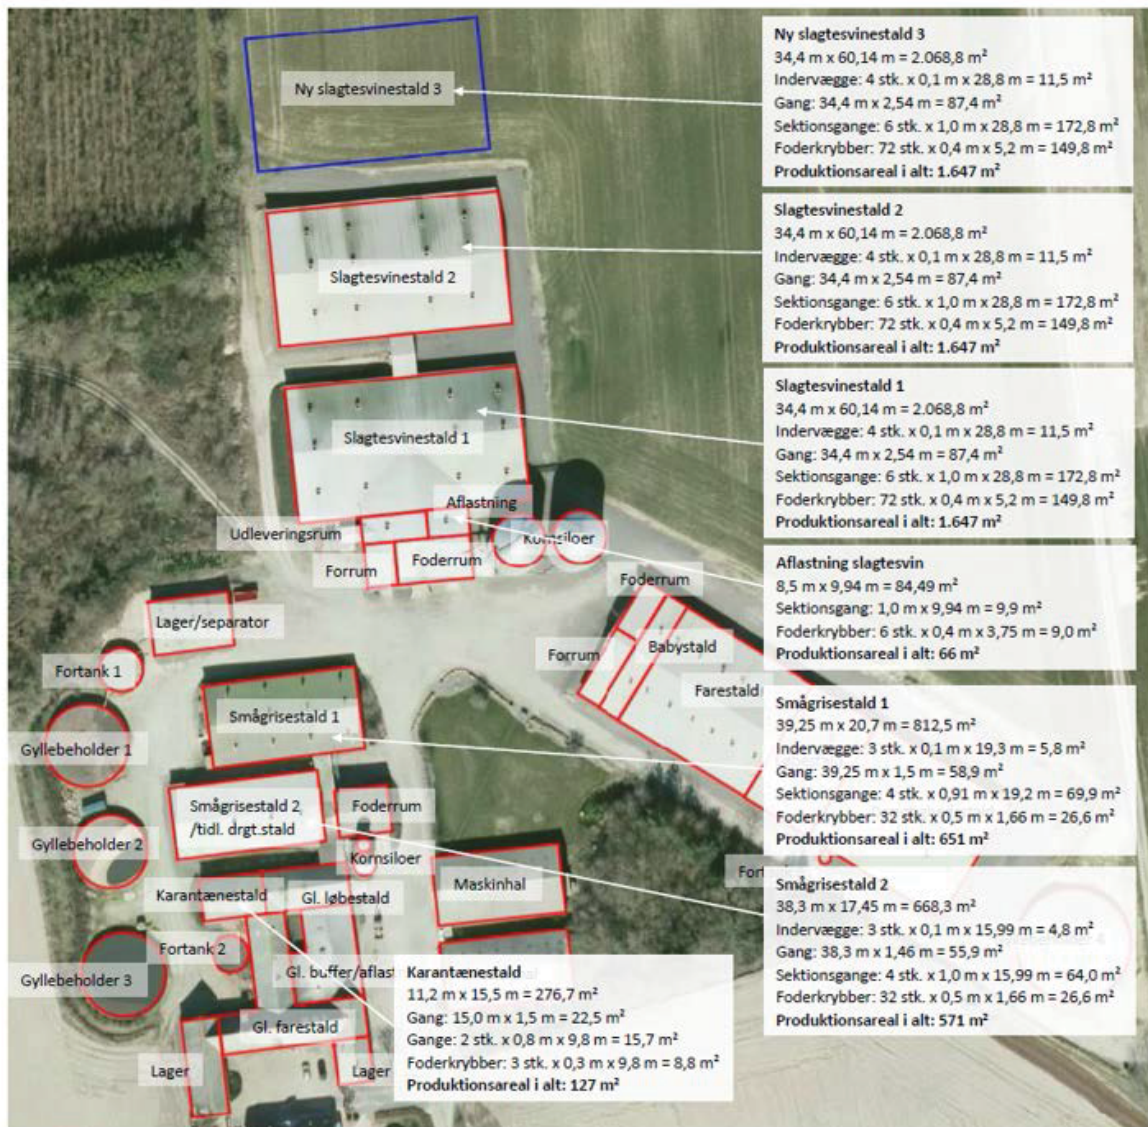 Ny slagtesvinestald 3
34,4 m x 60,14 m = 2.068,8 m²
Indervægge: 4 stk. x 0,1 m x 28,8 m = 11,5 m²
Gang: 34,4 m x 2,54 m = 87,4 m²
Sektionsgange: 6 stk. x 1,0 m x 28,8 m = 172,8 m²
Foderkrybber: 72 stk. x 0,4 m x 5,2 m = 149,8 m²
Produktionsareal i alt: 1.647 m²
Slagtesvinestald 2
34,4 m x 60,14 m = 2.068,8 m²
Indervægge: 4 stk. x 0,1 m x 28,8 m = 11,5 m²
Gang: 34,4 m x 2,54 m = 87,4 m²
Sektionsgange: 6 stk. x 1,0 m x 28,8 m = 172,8 m²
Foderkrybber: 72 stk. x 0,4 m x 5,2 m = 149,8 m²
Produktionsareal i alt: 1.647 m²
Slagtesvinestald 1
34,4 m x 60,14 m = 2.068,8 m²
Indervægge: 4 stk. x 0,1 m x 28,8 m = 11,5 m²
Gang: 34,4 m x 2,54 m = 87,4 m²
Sektionsgange: 6 stk. x 1,0 m x 28,8 m = 172,8 m²
Foderkrybber: 72 stk. x 0,4 m x 5,2 m = 149,8 m²
Produktionsareal i alt: 1.647 m²
Aflastning slagtesvin
8,5 m x 9,94 m = 84,49 m²
Sektionsgang: 1,0 m x 9,94 m = 9,9 m²
Foderkrybber: 6 stk. x 0,4 m x 3,75 m = 9,0 m²
Produktionsareal i alt: 66 m²
Smågrisestald 1
39,25 m x 20,7 m = 812,5 m²
Indervægge: 3 stk. x 0,1 m x 19,3 m = 5,8 m²
Gang: 39,25 m x 1,5 m = 58,9 m²
Sektionsgange: 4 stk. x 0,91 m x 19,2 m = 69,9 m²
Foderkrybber: 32 stk. x 0,5 m x 1,66 m = 26,6 m²
Produktionsareal i alt: 651 m²
Smågrisestald 2
38,3 m x 17,45 m = 668,3 m²
Indervægge: 3 stk. x 0,1 m x 15,99 m = 4,8 m²
Gang: 38,3 m x 1,46 m = 55,9 m²
Sektionsgange: 4 stk. x 1,0 m x 15,99 m = 64,0 m²
Foderkrybber: 32 stk. x 0,5 m x 1,66 m = 26,6 m²
Produktionsareal i alt: 571 m²
Karantænestald
11,2 m x 15,5 m = 276,7 m²
Gang: 15,0 m x 1,5 m = 22,5 m²
Gange: 2 stk. x 0,8 m x 9,8 m = 15,7 m²
Foderkrybber: 3 stk. x 0,3 m x 9,8 m = 8,8 m²
Produktionsareal i alt: 127 m²
Ny slagtesvinestald 3
Slagtesvinestald 2
Slagtesvinestald 1
Aflastning
Udleveringsrum
Kornsiloer
Forrum
Foderrum
Foderrum
Lager/separator
Forrum
Babystald
Fortank 1
Farestald
Smågrisestald 1
Gyllebeholder 1
Smågrisestald 2
/tidl. drgt.stald
Foderrum
Gyllebeholder 2
Kornsiloer
Karantænestald
Gl. løbestald
Maskinhal
Fortank 2
Gyllebeholder 3
Gl. buffer/aflast
Gl. farestald
Lager
Lager